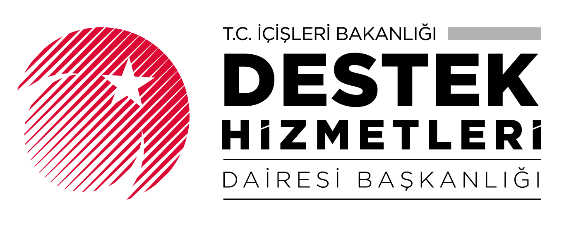 T.C. İÇİŞLERİ BAKANLIĞI
DESTEK
HİZMETLERİ
DAİRESİ BAŞKANLIĞI